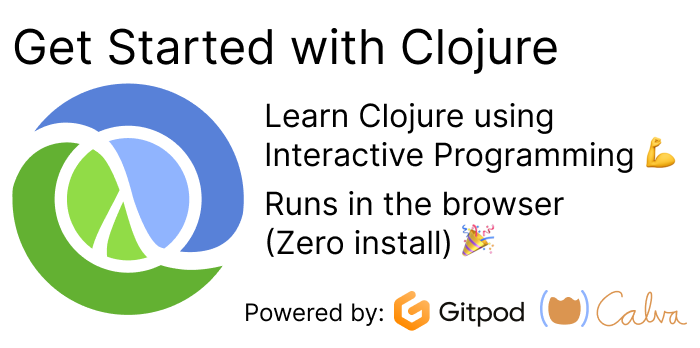 Get Started with Clojure
Learn Clojure using
Interactive Programming 💪
Runs in the browser
(Zero install) 🎉
Powered by: Gitpod Calva